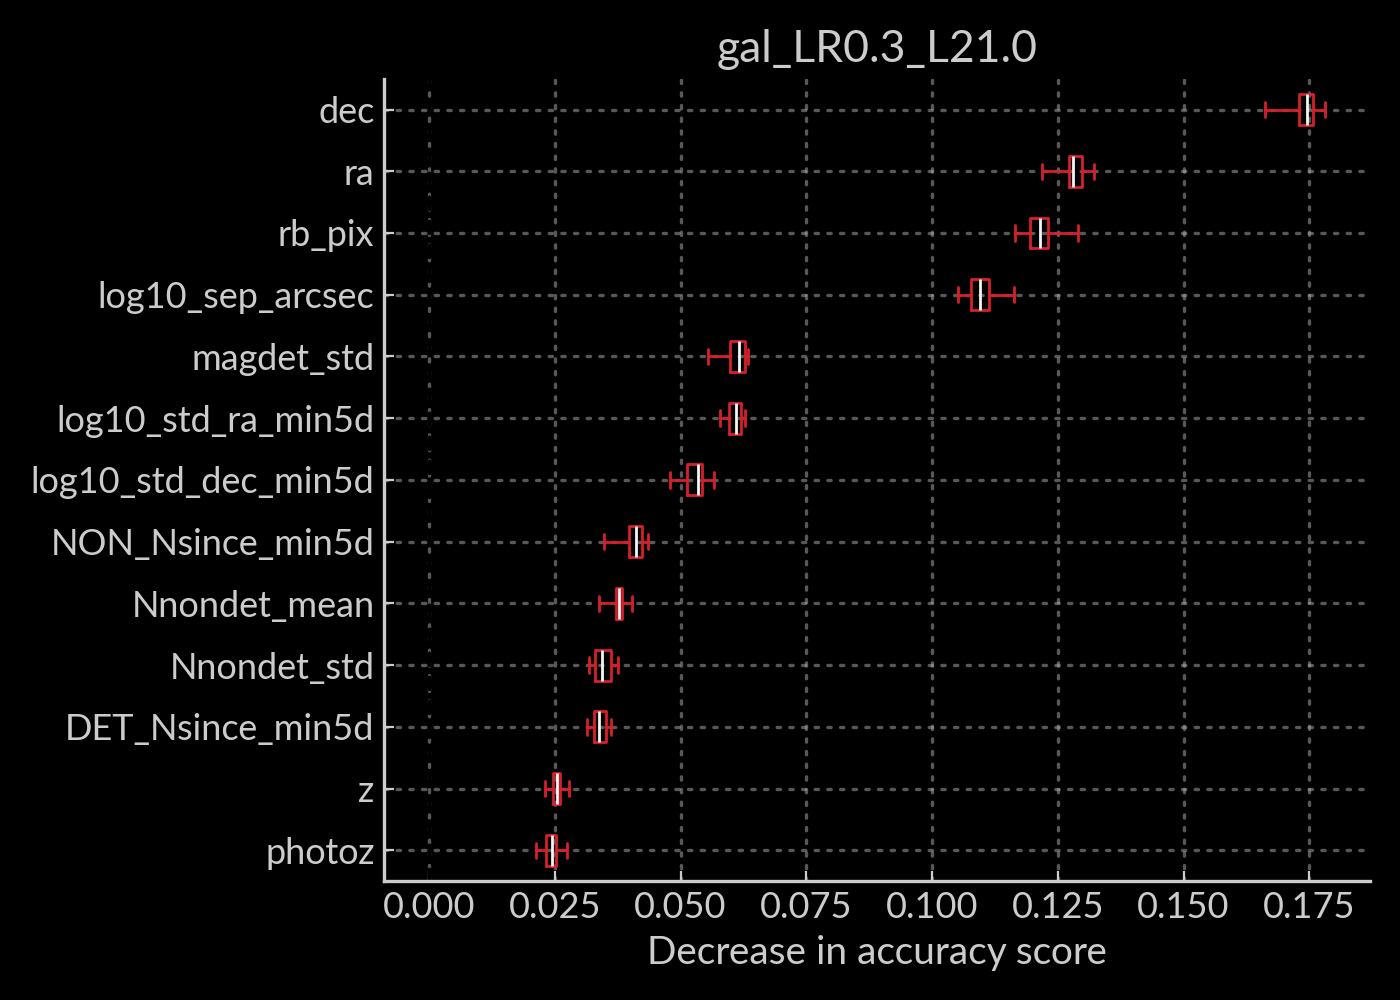 gal_LR0.3_L21.0
dec
ra
rb_pix
log10_sep_arcsec
magdet_std
log10_std_ra_min5d
log10_std_dec_min5d
NON_Nsince_min5d
Nnondet_mean
Nnondet_std
DET_Nsince_min5d
z
photoz
0.000 0.025 0.050 0.075 0.100 0.125 0.150 0.175
Decrease in accuracy score